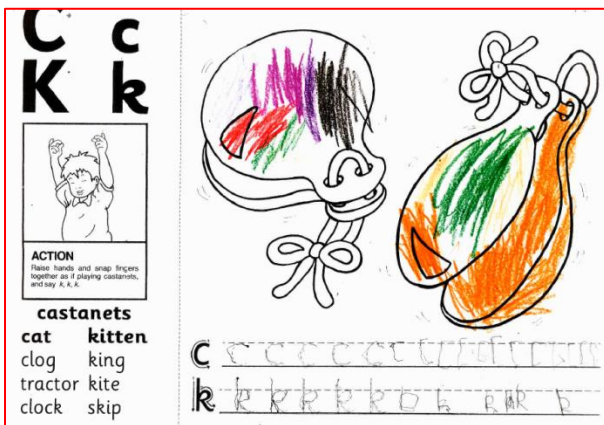 C c
K k
ACTION
Raise hands and snap fingers
together as if playing castanets,
and say k, k, k.
castanets
cat kitten
clog king
tractor kite
clock skip
c c c c c c c
k k k k k k